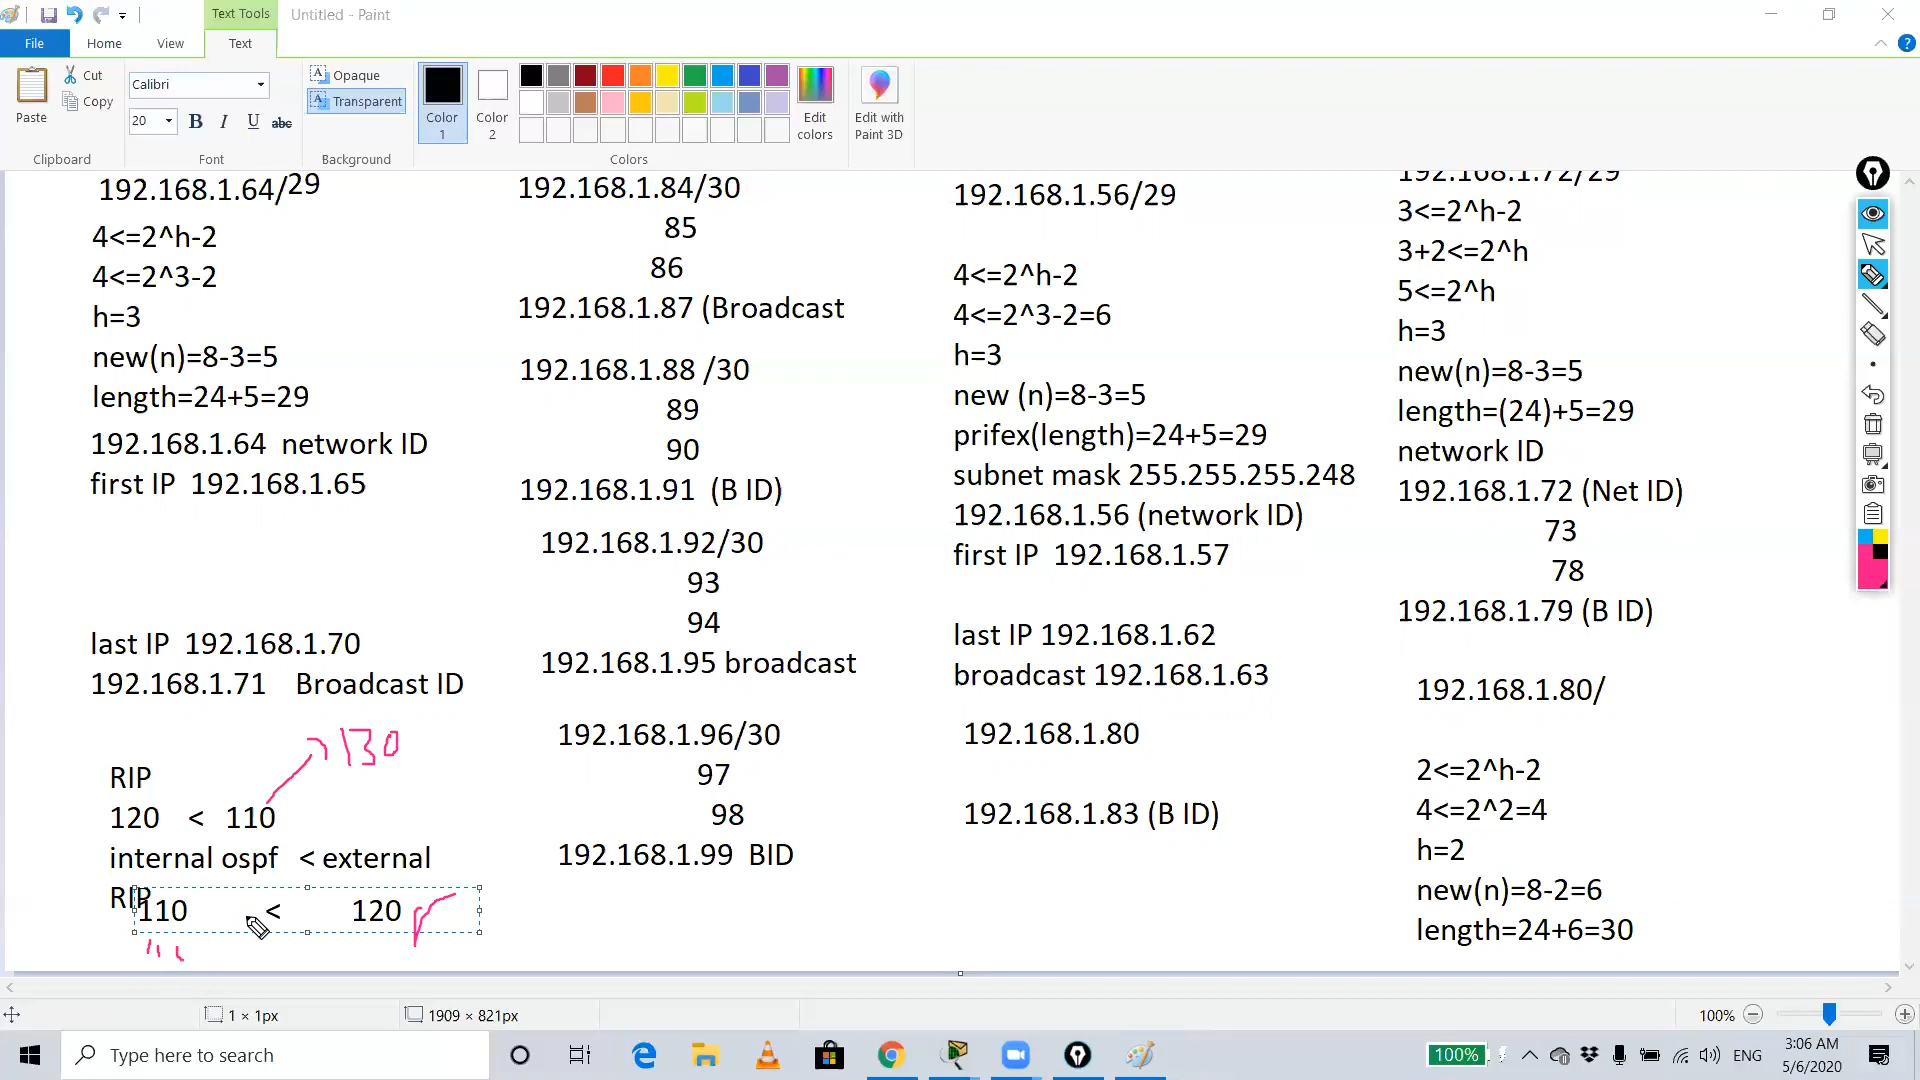 Text Tools
Untitled - Paint
File
Home
View
Text
Paste
Cut
Copy
Clipboard
Calibri
20
B I U abc
Font
Opaque
Transparent
Background
Color 1
Color 2
Edit colors
Colors
Edit with Paint 3D
192.168.1.64/29
4<=2^h-2
4<=2^3-2
h=3
new(n)=8-3=5
length=24+5=29
192.168.1.64 network ID
first IP 192.168.1.65
last IP 192.168.1.70
192.168.1.71 Broadcast ID
130
RIP
120 < 110
internal ospf < external
RIP
110 < 120
192.168.1.84/30
85
86
192.168.1.87 (Broadcast
192.168.1.88 /30
89
90
192.168.1.91 (B ID)
192.168.1.92/30
93
94
192.168.1.95 broadcast
192.168.1.96/30
97
98
192.168.1.99 BID
192.168.1.56/29
4<=2^h-2
4<=2^3-2=6
h=3
new (n)=8-3=5
prifex(length)=24+5=29
subnet mask 255.255.255.248
192.168.1.56 (network ID)
first IP 192.168.1.57
last IP 192.168.1.62
broadcast 192.168.1.63
192.168.1.80
192.168.1.83 (B ID)
192.168.1.72/29
3<=2^h-2
3+2<=2^h
5<=2^h
h=3
new(n)=8-3=5
length=(24)+5=29
network ID
192.168.1.72 (Net ID)
73
78
192.168.1.79 (B ID)
192.168.1.80/
2<=2^h-2
4<=2^2=4
h=2
new(n)=8-2=6
length=24+6=30
1 × 1px
1909 × 821px
100%
Type here to search
100%
ENG
3:06 AM
5/6/2020